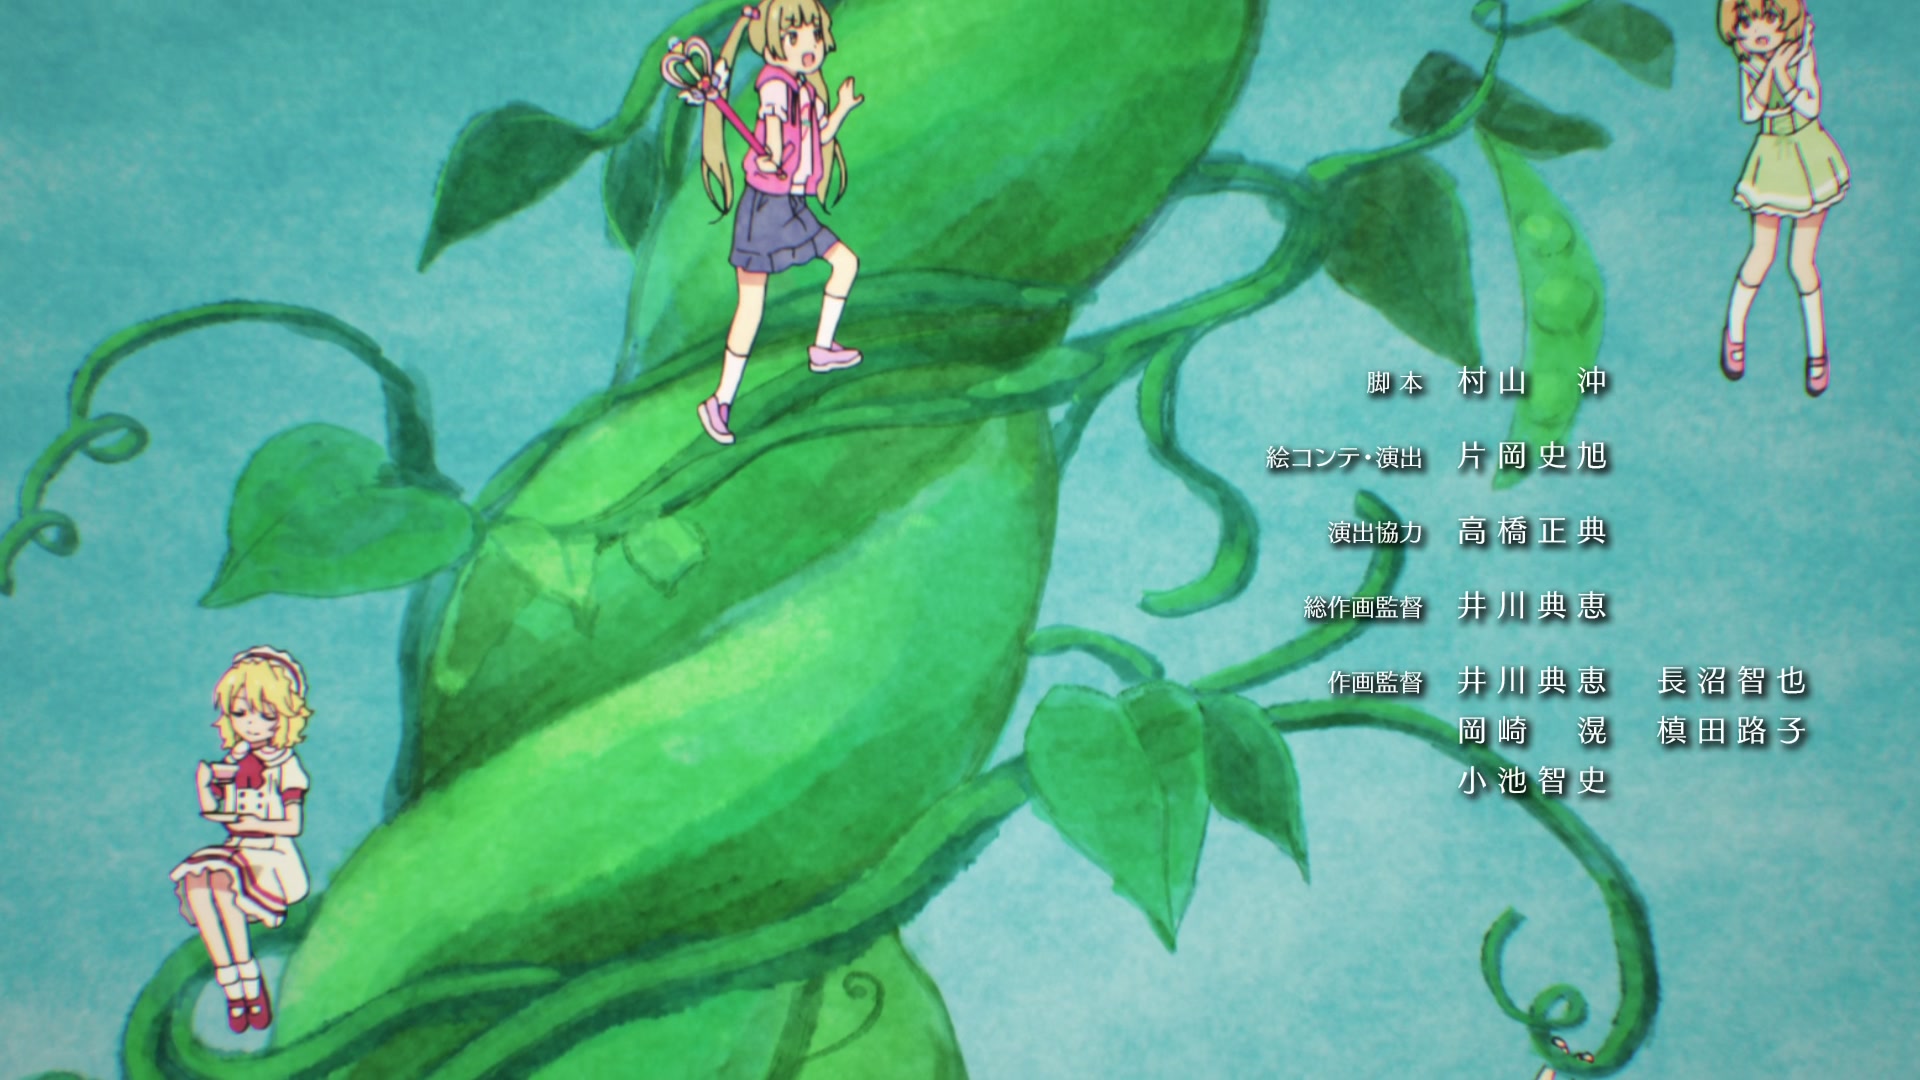 脚本 村山 沖
絵コンテ・演出 片岡史旭
演出協力 高橋正典
総作画監督 井川典恵
作画監督 井川典恵 長沼智也
岡崎 滉 槙田路子
小池智史